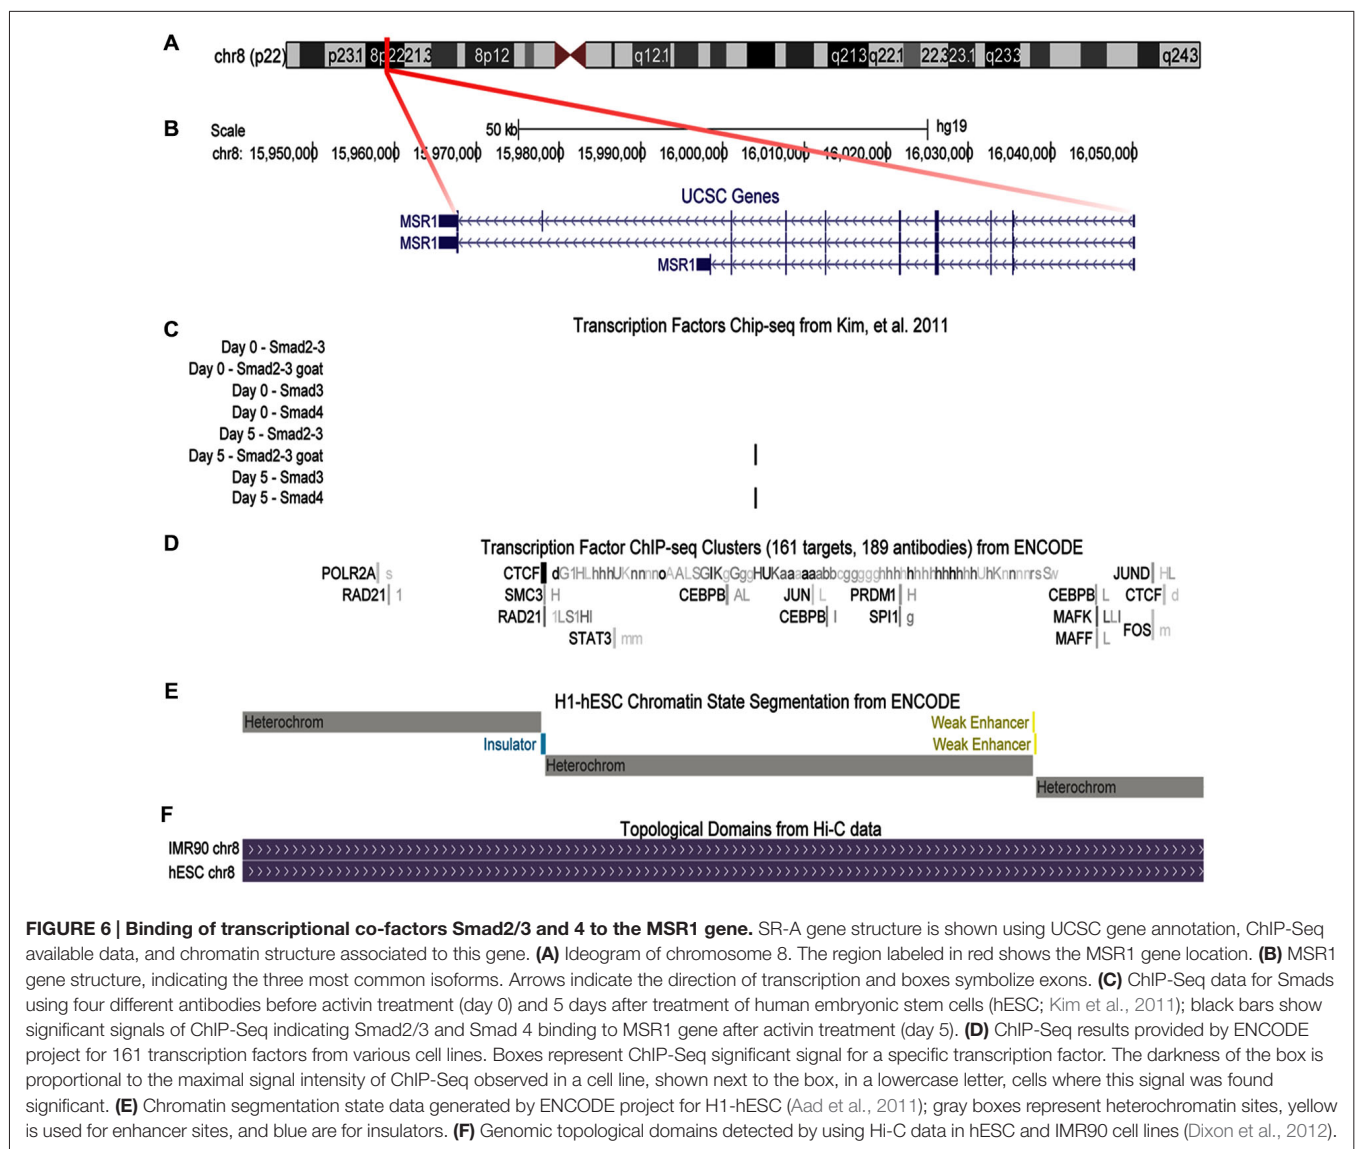 A
chr8 (p22) p23.1 8p22 21.3 8p12 q12.1 q213 q22.1 22.3 23.1 q233 q243
B
Scale 50 kb hg19
chr8: 15,950,000 15,960,000 15,970,000 15,980,000 15,990,000 16,000,000 16,010,000 16,020,000 16,030,000 16,040,000 16,050,000
UCSC Genes
MSR1
MSR1
MSR1
C
Transcription Factors Chip-seq from Kim, et al. 2011
Day 0 - Smad2-3
Day 0 - Smad2-3 goat
Day 0 - Smad3
Day 0 - Smad4
Day 5 - Smad2-3
Day 5 - Smad2-3 goat
Day 5 - Smad3
Day 5 - Smad4
D
Transcription Factor ChIP-seq Clusters (161 targets, 189 antibodies) from ENCODE
POLR2A s CTCF JUND HL
RAD21 1 SMC3 H CEBPB AL JUN L PRDM1 H CEBPB L CTCF d
RAD21 1LS1HI CEBPB I SPI1 g MAFK LLI
STAT3 mm MAFF L FOS m
E
H1-hESC Chromatin State Segmentation from ENCODE
Heterochrom Weak Enhancer
Insulator Weak Enhancer
Heterochrom
Heterochrom
F
Topological Domains from Hi-C data
IMR90 chr8
hESC chr8
FIGURE 6 | Binding of transcriptional co-factors Smad2/3 and 4 to the MSR1 gene. SR-A gene structure is shown using UCSC gene annotation, ChIP-Seq
available data, and chromatin structure associated to this gene. (A) Ideogram of chromosome 8. The region labeled in red shows the MSR1 gene location. (B) MSR1
gene structure, indicating the three most common isoforms. Arrows indicate the direction of transcription and boxes symbolize exons. (C) ChIP-Seq data for Smads
using four different antibodies before activin treatment (day 0) and 5 days after treatment of human embryonic stem cells (hESC; Kim et al., 2011); black bars show
significant signals of ChIP-Seq indicating Smad2/3 and Smad 4 binding to MSR1 gene after activin treatment (day 5). (D) ChIP-Seq results provided by ENCODE
project for 161 transcription factors from various cell lines. Boxes represent ChIP-Seq significant signal for a specific transcription factor. The darkness of the box is
proportional to the maximal signal intensity of ChIP-Seq observed in a cell line, shown next to the box, in a lowercase letter, cells where this signal was found
significant. (E) Chromatin segmentation state data generated by ENCODE project for H1-hESC (Aad et al., 2011); gray boxes represent heterochromatin sites, yellow
is used for enhancer sites, and blue are for insulators. (F) Genomic topological domains detected by using Hi-C data in hESC and IMR90 cell lines (Dixon et al., 2012).